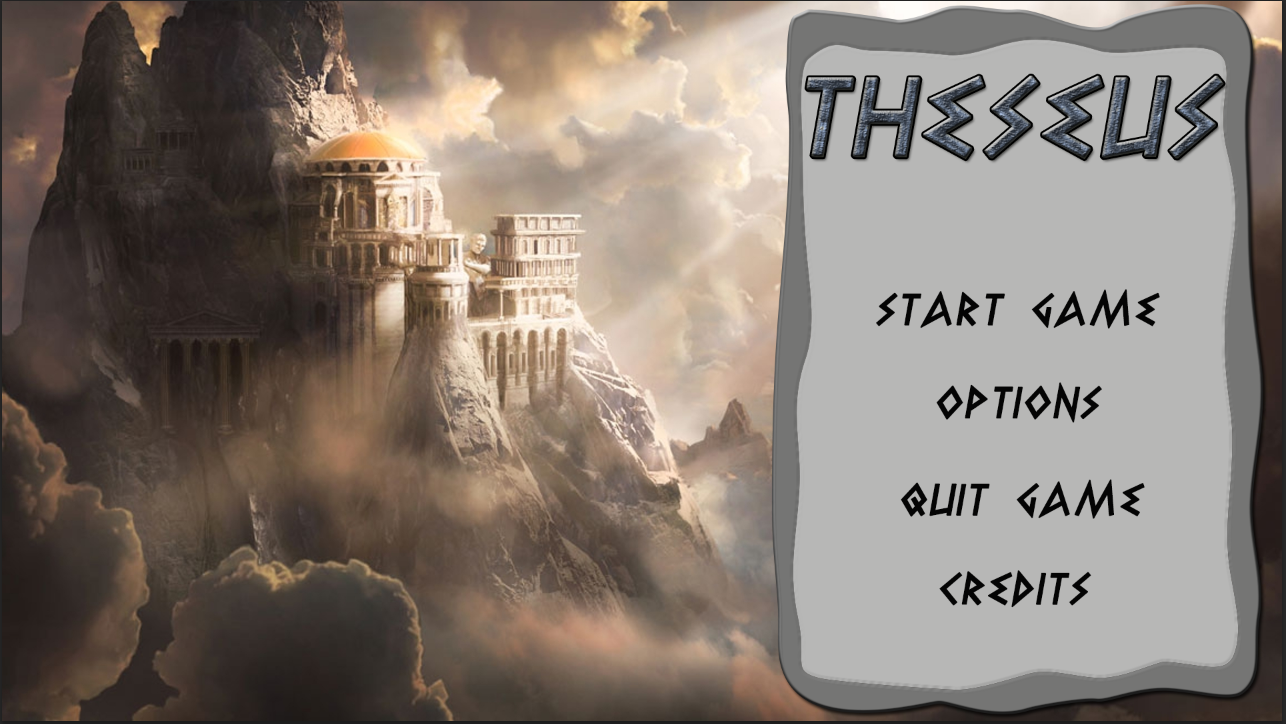 THESEUS
START GAME
OPTIONS
QUIT GAME
CREDITS